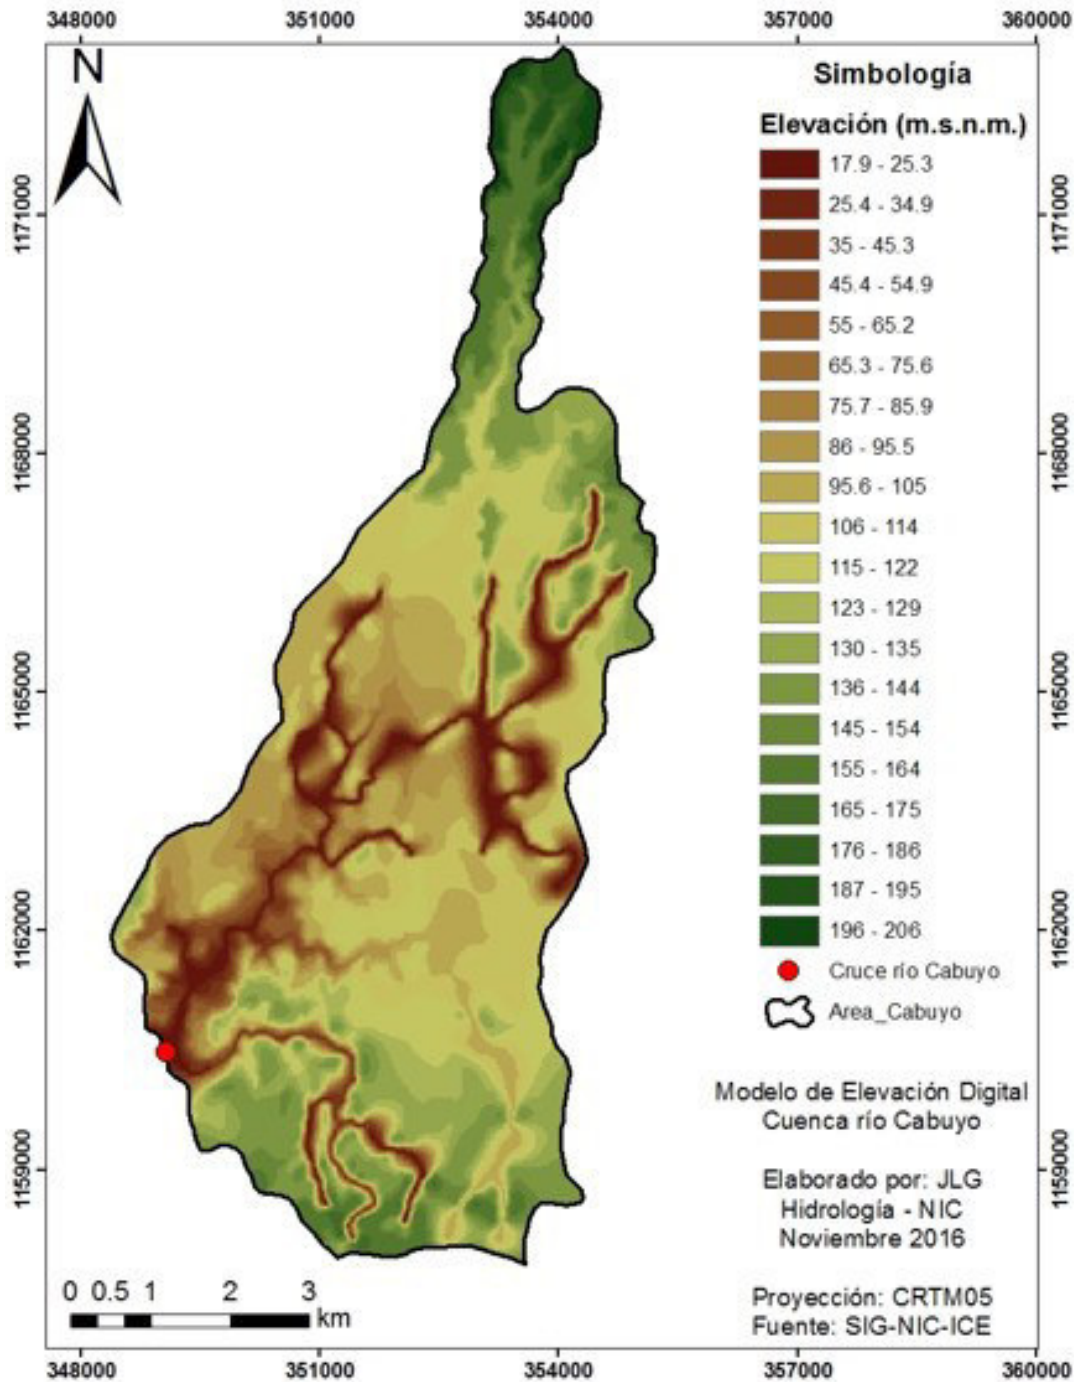 348000 351000 354000 357000 360000
N
1171000 1171000
1168000 1168000
1165000 1165000
1162000 1162000
1159000 1159000
Simbología
Elevación (m.s.n.m.)
17.9 - 25.3
25.4 - 34.9
35 - 45.3
45.4 - 54.9
55 - 65.2
65.3 - 75.6
75.7 - 85.9
86 - 95.5
95.6 - 105
106 - 114
115 - 122
123 - 129
130 - 135
136 - 144
145 - 154
155 - 164
165 - 175
176 - 186
187 - 195
196 - 206
Cruce río Cabuyo
Area_Cabuyo
Modelo de Elevación Digital
Cuenca río Cabuyo
Elaborado por: JLG
Hidrología - NIC
Noviembre 2016
Proyección: CRTM05
Fuente: SIG-NIC-ICE
0 0.5 1 2 3
km
348000 351000 354000 357000 360000